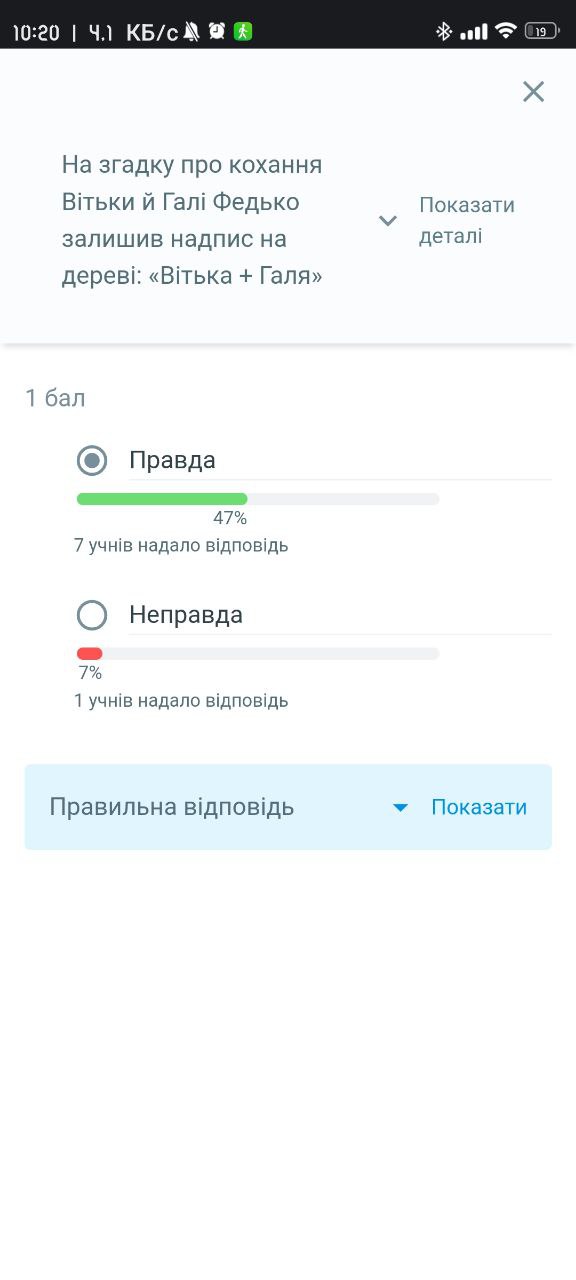 10:20 | 4.1 КБ/с 19
На згадку про кохання
Вітьки й Галі Федько
залишив надпис на
дереві: «Вітька + Галя»
Показати
деталі
1 бал
Правда
47%
7 учнів надало відповідь
Неправда
7%
1 учнів надало відповідь
Правильна відповідь Показати